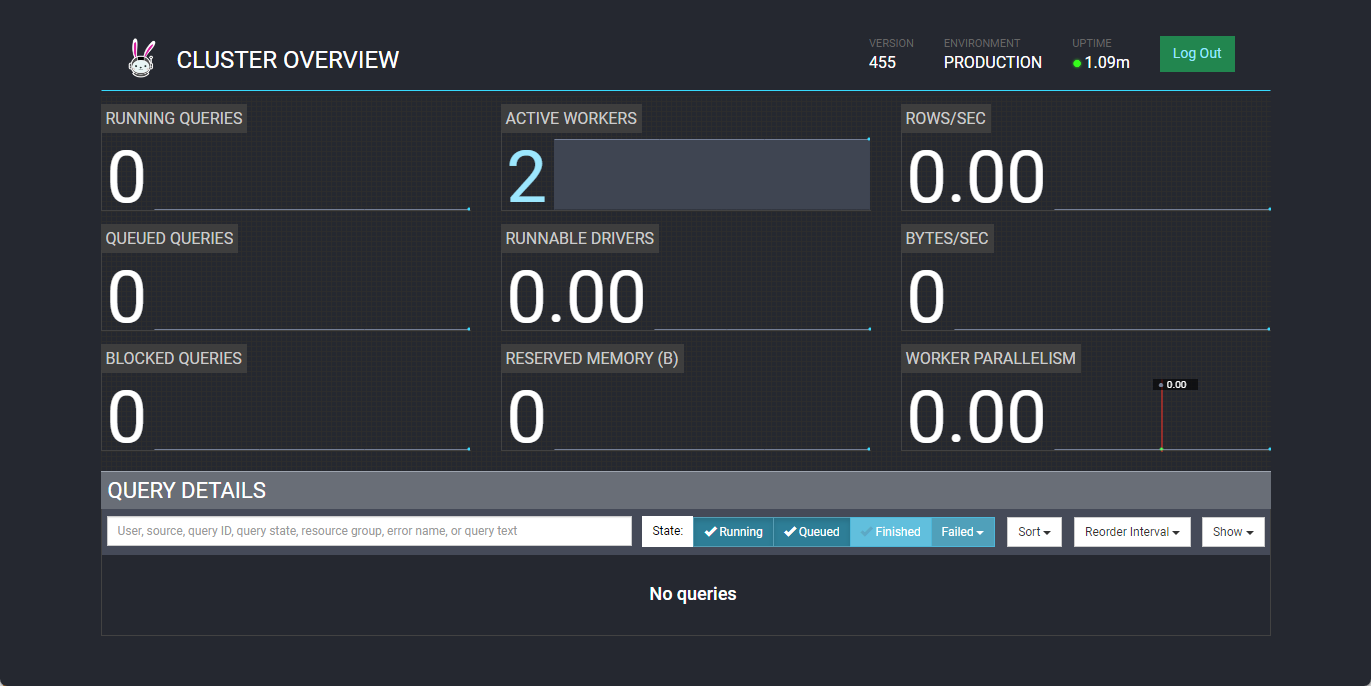 CLUSTER OVERVIEW
VERSION
455
ENVIRONMENT
PRODUCTION
UPTIME
1.09m
Log Out
RUNNING QUERIES
0
ACTIVE WORKERS
2
ROWS/SEC
0.00
QUEUED QUERIES
0
RUNNABLE DRIVERS
0.00
BYTES/SEC
0
BLOCKED QUERIES
0
RESERVED MEMORY (B)
0
WORKER PARALLELISM
0.00
0.00
QUERY DETAILS
User, source, query ID, query state, resource group, error name, or query text
State:
Running
Queued
Finished
Failed
Sort
Reorder Interval
Show
No queries